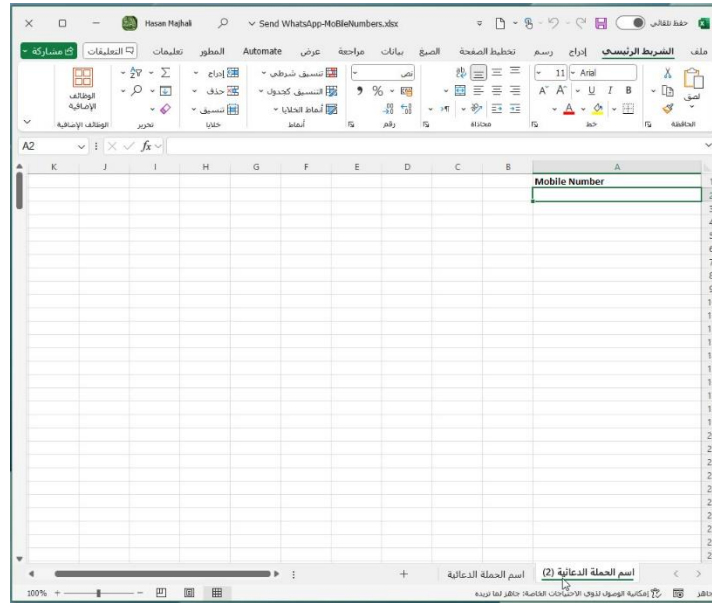 حفظ تلقائي
Send WhatsApp-MoBileNumbers.xlsx
Hasan Majhali
ملف الشريط الرئيسي إدراج رسم تخطيط الصفحة الصيغ بيانات مراجعة عرض Automate المطور تعليمات التعليقات مشاركة
لصق
الحافظة
Arial 11
B I U A A A
خط
محاذاة
نص
% 
رقم
تنسيق شرطي
التنسيق كجدول
أنماط الخلايا
أنماط
إدراج
حذف
تنسيق
خلايا
تحرير
الوظائف
الإضافية
الوظائف الإضافية
A2 fx
A B C D E F G H I J K
Mobile Number
اسم الحملة الدعائية (2) اسم الحملة الدعائية +
جاهز إمكانية الوصول لذوي الاحتياجات الخاصة: جاهز لما تريده 100%